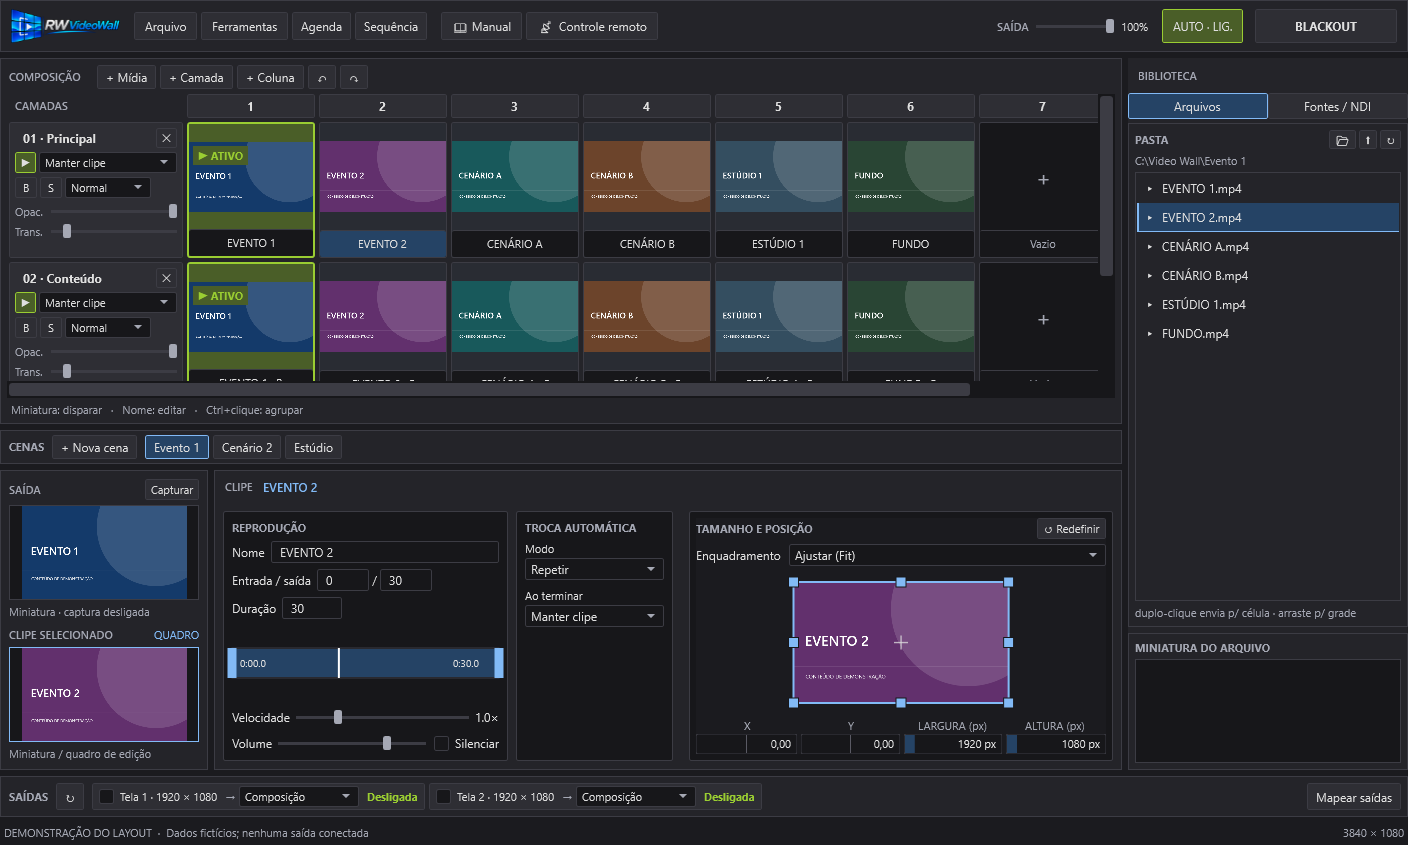 RW VideoWall
Arquivo
Ferramentas
Agenda
Sequência
Manual
Controle remoto
SAÍDA
100%
AUTO · LIG.
BLACKOUT
COMPOSIÇÃO
+ Mídia
+ Camada
+ Coluna
CAMADAS
1
2
3
4
5
6
7
01 · Principal
Manter clipe
B
S
Normal
Opac.
Trans.
ATIVO
EVENTO 1
EVENTO 2
CENÁRIO A
CENÁRIO B
ESTÚDIO 1
FUNDO
+
EVENTO 1
EVENTO 2
CENÁRIO A
CENÁRIO B
ESTÚDIO 1
FUNDO
Vazio
02 · Conteúdo
Manter clipe
B
S
Normal
Opac.
Trans.
ATIVO
EVENTO 1
EVENTO 2
CENÁRIO A
CENÁRIO B
ESTÚDIO 1
FUNDO
+
Miniatura: disparar · Nome: editar · Ctrl+clique: agrupar
CENAS
+ Nova cena
Evento 1
Cenário 2
Estúdio
SAÍDA
Capturar
EVENTO 1
CONTEÚDO DE DEMONSTRAÇÃO
Miniatura · captura desligada
CLIPE SELECIONADO
QUADRO
EVENTO 2
CONTEÚDO DE DEMONSTRAÇÃO
Miniatura / quadro de edição
CLIPE EVENTO 2
REPRODUÇÃO
Nome EVENTO 2
Entrada / saída 0 / 30
Duração 30
0:00.0
0:30.0
Velocidade
1.0×
Volume
Silenciar
TROCA AUTOMÁTICA
Modo
Repetir
Ao terminar
Manter clipe
TAMANHO E POSIÇÃO
Redefinir
Enquadramento
Ajustar (Fit)
EVENTO 2
CONTEÚDO DE DEMONSTRAÇÃO
X
Y
LARGURA (px)
ALTURA (px)
0,00
0,00
1920 px
1080 px
BIBLIOTECA
Arquivos
Fontes / NDI
PASTA
C:\Video Wall\Evento 1
EVENTO 1.mp4
EVENTO 2.mp4
CENÁRIO A.mp4
CENÁRIO B.mp4
ESTÚDIO 1.mp4
FUNDO.mp4
duplo-clique envia p/ célula · arraste p/ grade
MINIATURA DO ARQUIVO
SAÍDAS
Tela 1 · 1920 × 1080 → Composição
Desligada
Tela 2 · 1920 × 1080 → Composição
Desligada
Mapear saídas
DEMONSTRAÇÃO DO LAYOUT · Dados fictícios; nenhuma saída conectada
3840 × 1080